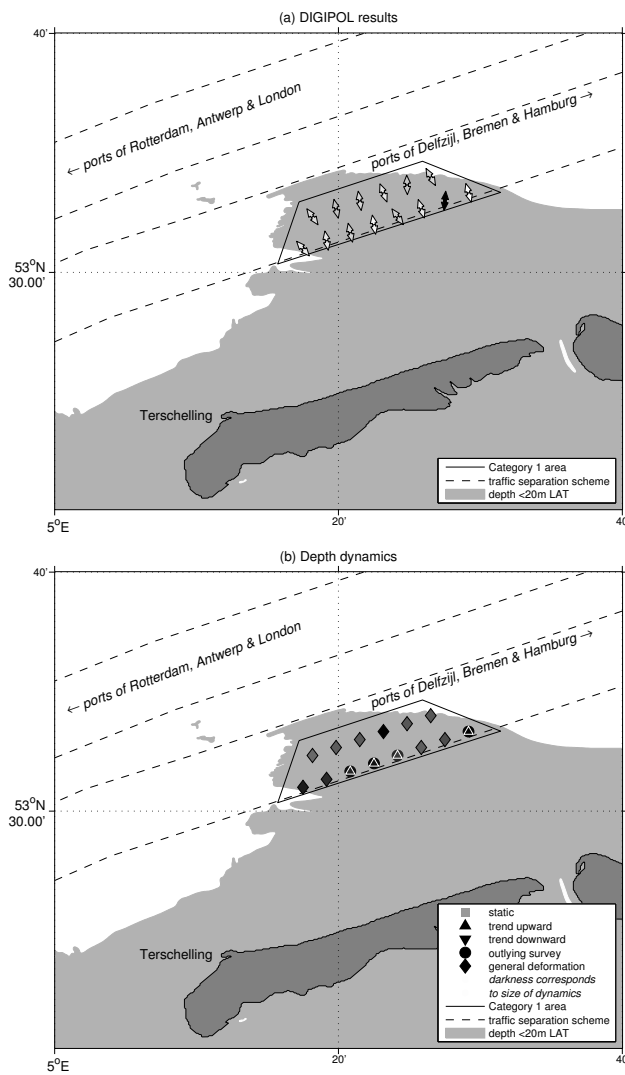 (a) DIGIPOL results
40'
← ports of Rotterdam, Antwerp & London
ports of Delfzijl, Bremen & Hamburg →
53°N
30.00'
Terschelling
Category 1 area
traffic separation scheme
depth <20m LAT
5°E
20'
40
(b) Depth dynamics
40'
← ports of Rotterdam, Antwerp & London
ports of Delfzijl, Bremen & Hamburg →
53°N
30.00'
Terschelling
static
trend upward
trend downward
outlying survey
general deformation
darkness corresponds
to size of dynamics
Category 1 area
traffic separation scheme
depth <20m LAT
5°E
20'
40